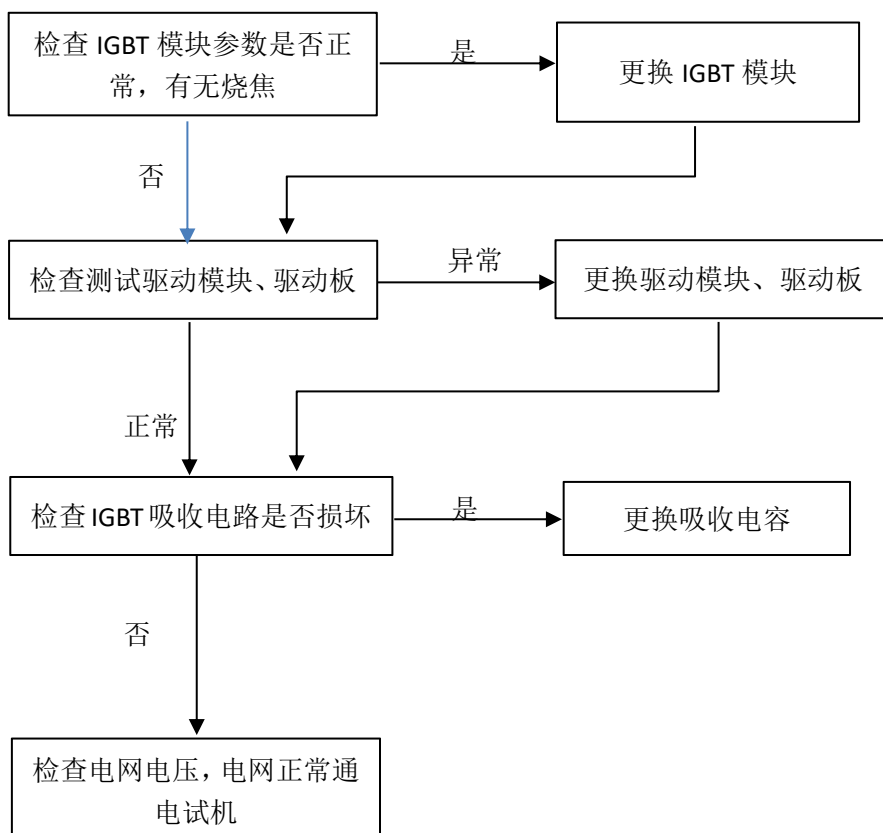 检查 IGBT 模块参数是否正
常，有无烧焦
是
更换 IGBT 模块
否
检查测试驱动模块、驱动板
异常
更换驱动模块、驱动板
正常
检查 IGBT 吸收电路是否损坏
是
更换吸收电容
否
检查电网电压，电网正常通
电试机